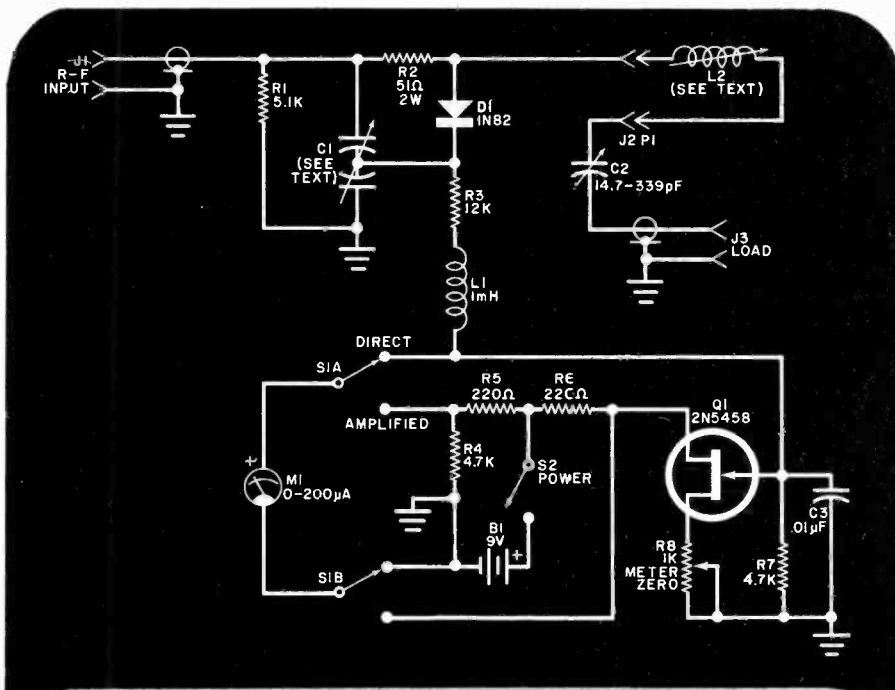 J1
R-F
INPUT
R1
5.1K
R2
51Ω
2W
D1
1N82
L2
(SEE TEXT)
C1
(SEE
TEXT)
J2 P1
C2
14.7-339pF
R3
12K
J3
LOAD
L1
1mH
DIRECT
S1A
R5
220Ω
R6
220Ω
Q1
2N5458
AMPLIFIED
R4
4.7K
S2
POWER
+
M1
0-200μA
C3
.01μF
B1
9V
+
R8
1K
METER
ZERO
R7
4.7K
S1B